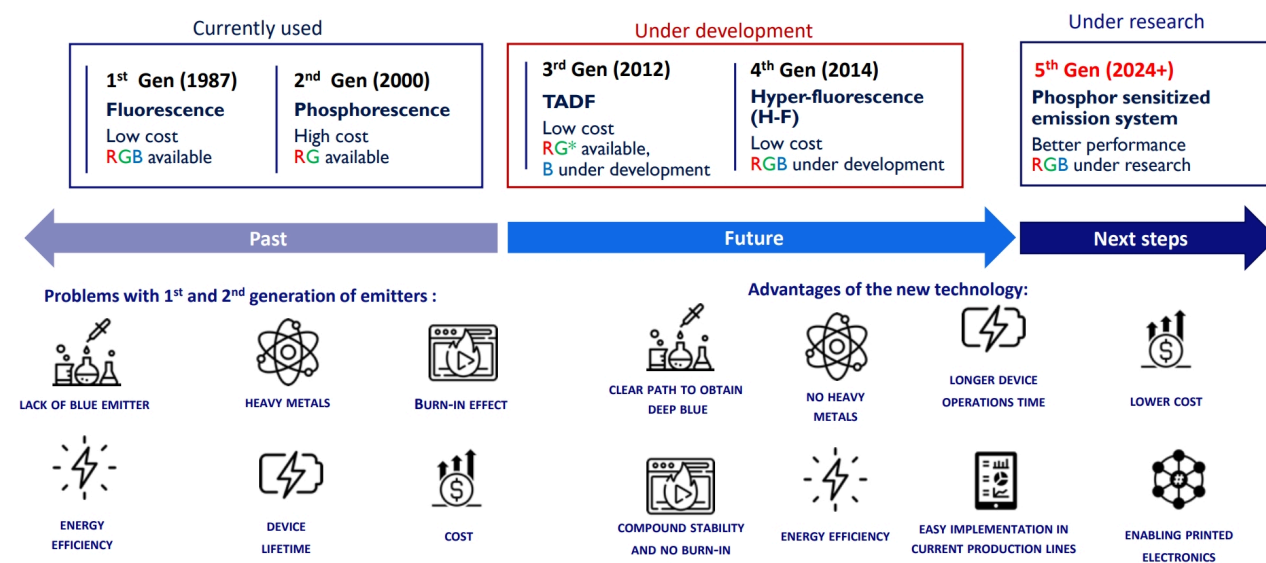 Currently used
Under development
Under research
1st Gen (1987)
Fluorescence
Low cost
RGB available
2nd Gen (2000)
Phosphorescence
High cost
RG available
3rd Gen (2012)
TADF
Low cost
RG* available,
B under development
4th Gen (2014)
Hyper-fluorescence
(H-F)
Low cost
RGB under development
5th Gen (2024+)
Phosphor sensitized
emission system
Better performance
RGB under research
Past
Future
Next steps
Problems with 1st and 2nd generation of emitters :
LACK OF BLUE EMITTER
HEAVY METALS
BURN-IN EFFECT
ENERGY
EFFICIENCY
DEVICE
LIFETIME
$
COST
Advantages of the new technology:
CLEAR PATH TO OBTAIN
DEEP BLUE
NO HEAVY
METALS
LONGER DEVICE
OPERATIONS TIME
$
LOWER COST
COMPOUND STABILITY
AND NO BURN-IN
ENERGY EFFICIENCY
EASY IMPLEMENTATION IN
CURRENT PRODUCTION LINES
#
ENABLING PRINTED
ELECTRONICS